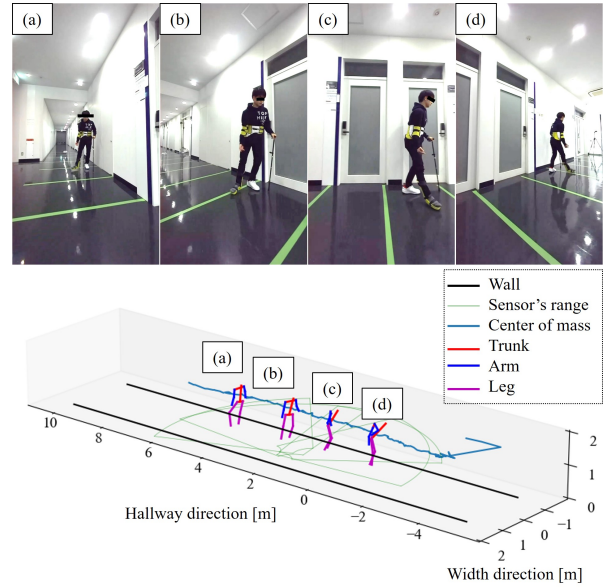 (a)
(b)
(c)
(d)
Wall
Sensor's range
Center of mass
Trunk
Arm
Leg
(a)
(b)
(c)
(d)
10
8
6
4
2
0
−2
−4
Hallway direction [m]
2
1
0
2
1
0
−1
−2
Width direction [m]